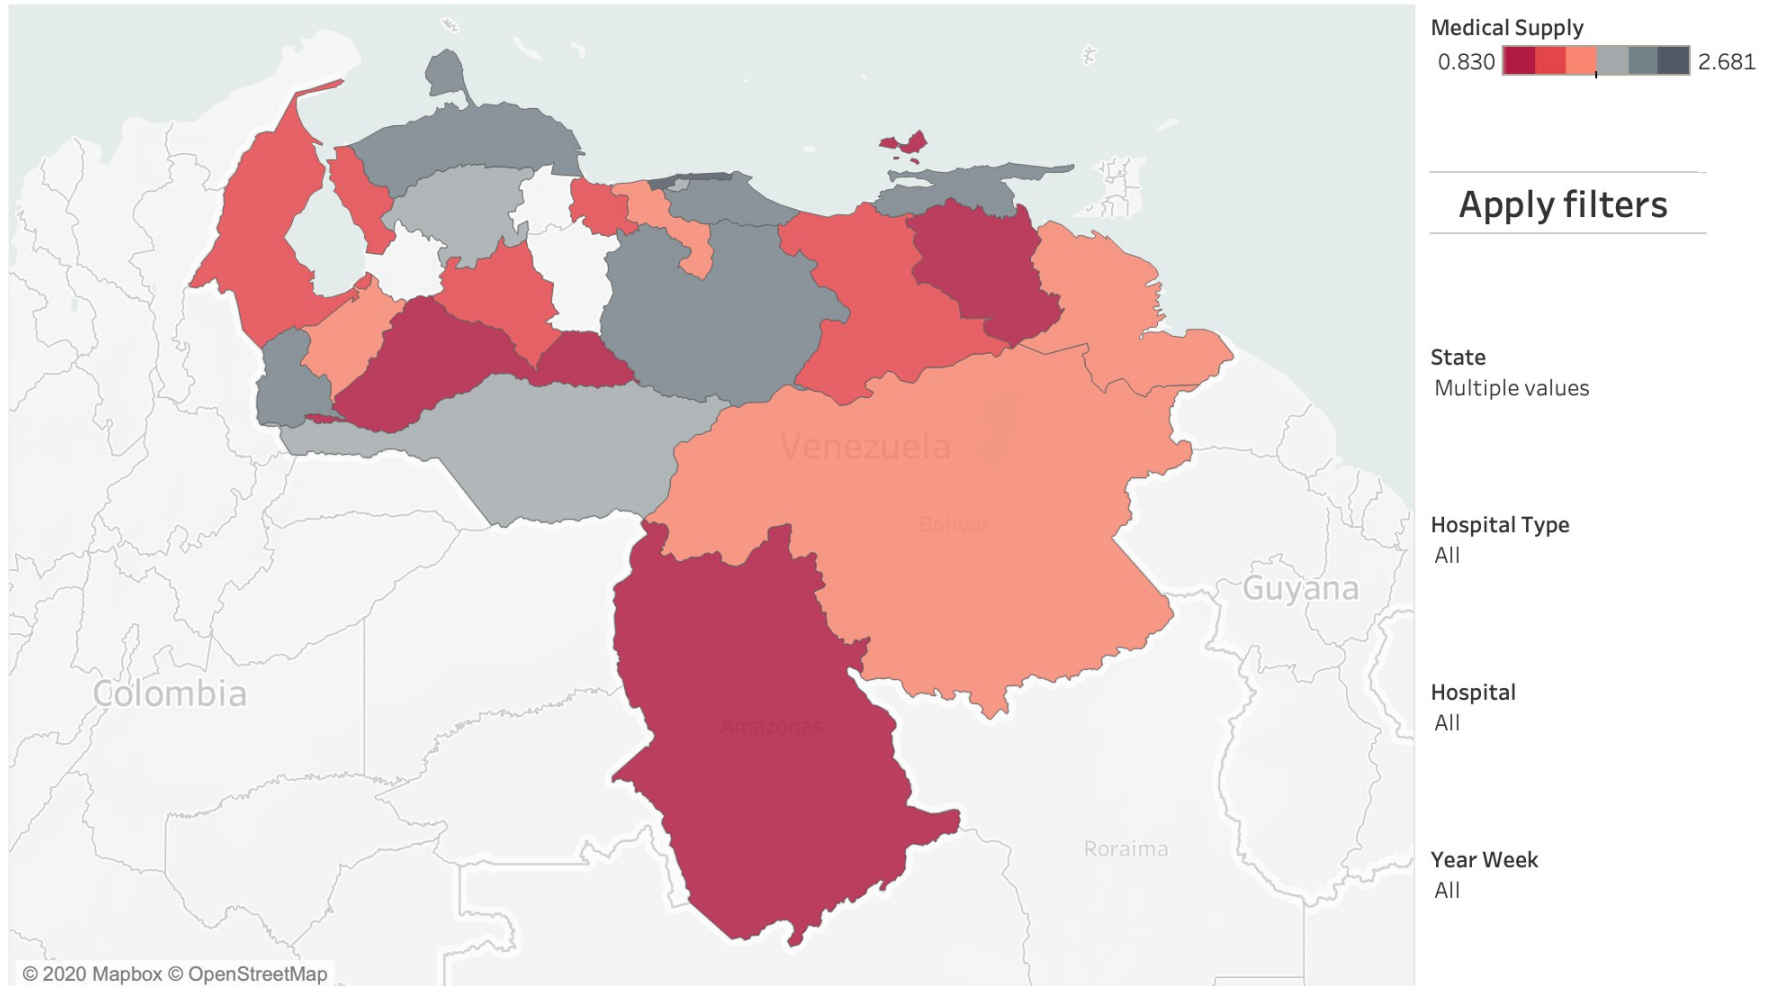 Medical Supply
0.830 2.681
Apply filters
State
Multiple values
Venezuela
Bolívar
Hospital Type
All
Guyana
Colombia
Hospital
All
Amazonas
Roraima
Year Week
All
© 2020 Mapbox © OpenStreetMap